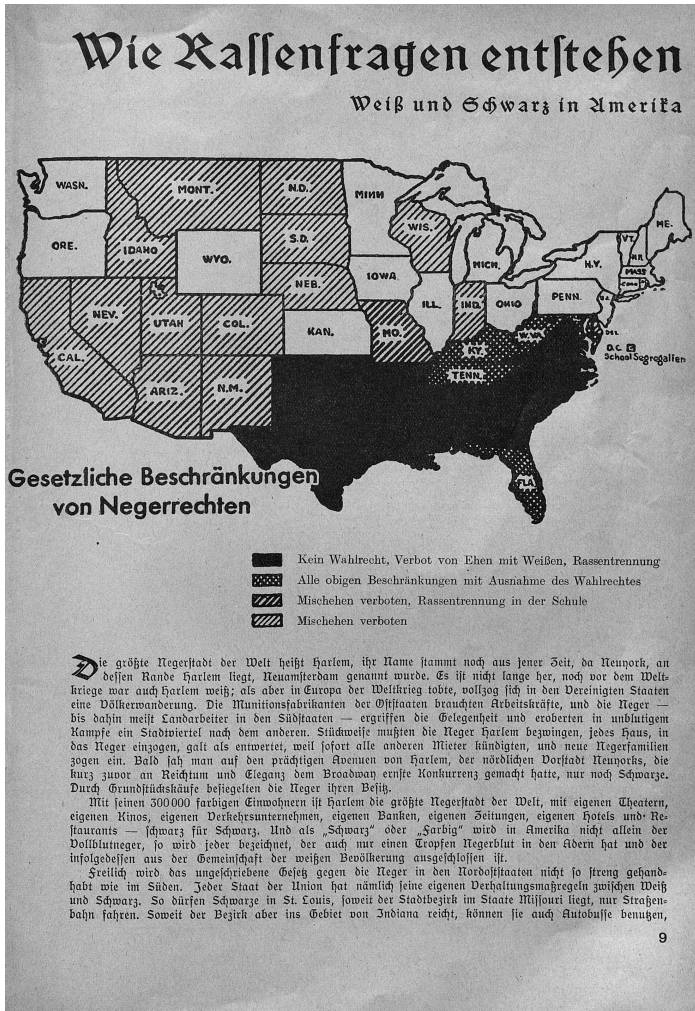 Wie Rassenfragen entstehen
Weiß und Schwarz in Amerika
WASN.
MONT.
N.D.
MINN
ME.
ORE.
IDAHO
WYO.
S.D.
WIS.
MICH.
N.Y.
VT.
N.H.
MASS
CONN
IOWA
NEB.
ILL.
IND.
OHIO
PENN.
NEV.
UTAH
COL.
KAN.
MO.
KY.
W.VA.
DEL.
D.C.
School Segregatien
CAL.
ARIZ.
N.M.
TENN.
FLA.
Gesetzliche Beschränkungen
von Negerrechten
Kein Wahlrecht, Verbot von Ehen mit Weißen, Rassentrennung
Alle obigen Beschränkungen mit Ausnahme des Wahlrechtes
Mischehen verboten, Rassentrennung in der Schule
Mischehen verboten
Die größte Negerstadt der Welt heißt Harlem, ihr Name stammt noch aus jener Zeit, da Neuyork, an
dessen Rande Harlem liegt, Neuamsterdam genannt wurde. Es ist nicht lange her, noch vor dem Welt-
kriege war auch Harlem weiß; als aber in Europa der Weltkrieg tobte, vollzog sich in den Vereinigten Staaten
eine Völkerwanderung. Die Munitionsfabrikanten der Oststaaten brauchten Arbeitskräfte, und die Neger —
bis dahin meist Landarbeiter in den Südstaaten — ergriffen die Gelegenheit und eroberten in unblutigem
Kampfe ein Stadtviertel nach dem anderen. Stückweise mußten die Neger Harlem bezwingen, jedes Haus, in
das Neger einzogen, galt als entwertet, weil sofort alle anderen Mieter kündigten, und neue Negerfamilien
zogen ein. Bald sah man auf den prächtigen Avenuen von Harlem, der nördlichen Vorstadt Neuyorks, die
kurz zuvor an Reichtum und Eleganz dem Broadway ernste Konkurrenz gemacht hatte, nur noch Schwarze.
Durch Grundstückskäufe besiegelten die Neger ihren Besitz.
Mit seinen 300000 farbigen Einwohnern ist Harlem die größte Negerstadt der Welt, mit eigenen Theatern,
eigenen Kinos, eigenen Verkehrsunternehmen, eigenen Banken, eigenen Zeitungen, eigenen Hotels und Re-
staurants — schwarz für Schwarz. Und als „Schwarz“ oder „Farbig“ wird in Amerika nicht allein der
Vollblutneger, so wird jeder bezeichnet, der auch nur einen Tropfen Negerblut in den Adern hat und der
infolgedessen aus der Gemeinschaft der weißen Bevölkerung ausgeschlossen ist.
Freilich wird das ungeschriebene Gesetz gegen die Neger in den Nordoststaaten nicht so streng gehand-
habt wie im Süden. Jeder Staat der Union hat nämlich seine eigenen Verhaltungsmaßregeln zwischen Weiß
und Schwarz. So dürfen Schwarze in St. Louis, soweit der Stadtbezirk im Staate Missouri liegt, nur Straßen-
bahn fahren. Soweit der Bezirk aber ins Gebiet von Indiana reicht, können sie auch Autobusse benutzen,
9